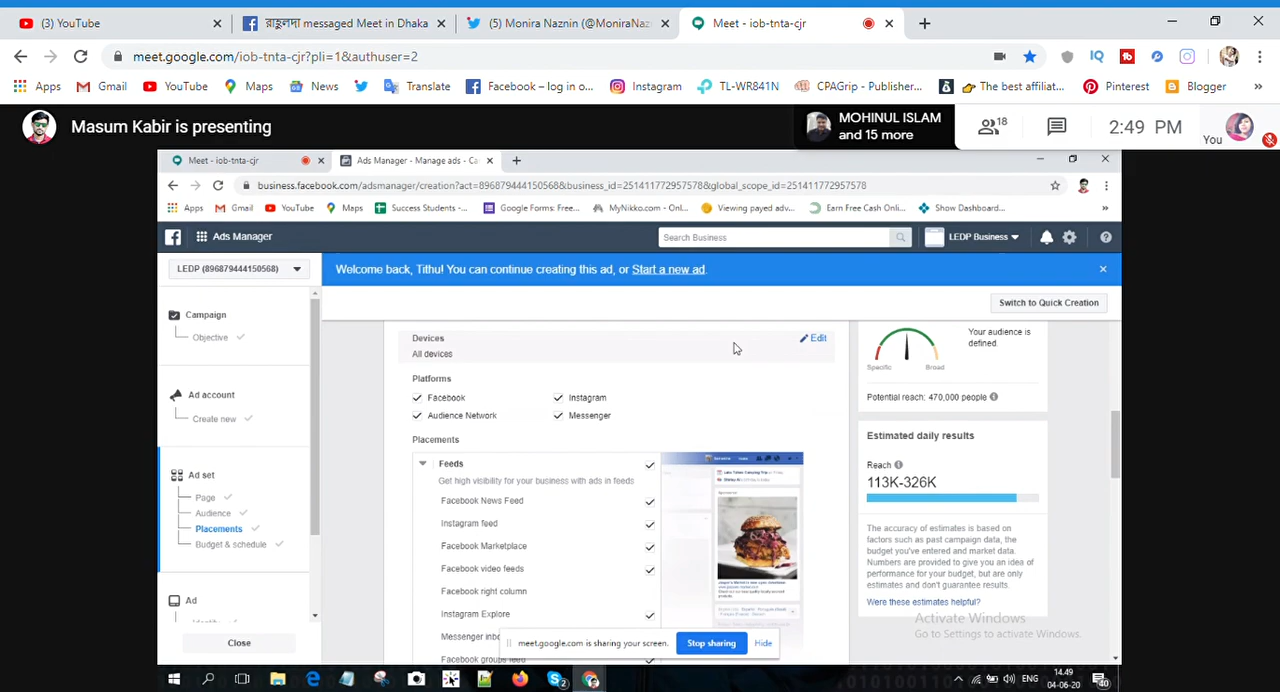 (3) YouTube
রাহুলদা messaged Meet in Dhaka
(5) Monira Naznin (@MoniraNaz
Meet - iob-tnta-cjr
meet.google.com/iob-tnta-cjr?pli=1&authuser=2
Apps Gmail YouTube Maps News Translate Facebook – log in o... Instagram TL-WR841N CPAGrip - Publisher... The best affiliat... Pinterest Blogger
Masum Kabir is presenting
MOHINUL ISLAM
and 15 more
18
2:49 PM
You
Meet - iob-tnta-cjr
Ads Manager - Manage ads - Ca
business.facebook.com/adsmanager/creation?act=896879444150568&business_id=251411772957578&global_scope_id=251411772957578
Apps Gmail YouTube Maps Success Students -... Google Forms: Free... MyNikko.com - Onl... Viewing payed adv... Earn Free Cash Onli... Show Dashboard...
Ads Manager
Search Business
LEDP Business
LEDP (896879444150568)
Welcome back, Tithu! You can continue creating this ad, or Start a new ad.
Switch to Quick Creation
Campaign
Objective
Ad account
Create new
Ad set
Page
Audience
Placements
Budget & schedule
Ad
Close
Devices
Edit
All devices
Platforms
Facebook
Instagram
Audience Network
Messenger
Placements
Feeds
Get high visibility for your business with ads in feeds
Facebook News Feed
Instagram feed
Facebook Marketplace
Facebook video feeds
Facebook right column
Instagram Explore
Messenger inbo
Facebook groups feed
Your audience is
defined.
Specific
Broad
Potential reach: 470,000 people
Estimated daily results
Reach
113K-326K
The accuracy of estimates is based on
factors such as past campaign data, the
budget you've entered and market data.
Numbers are provided to give you an idea of
performance for your budget, but are only
estimates and don't guarantee results.
Were these estimates helpful?
Activate Windows
Go to Settings to activate Windows.
meet.google.com is sharing your screen.
Stop sharing
Hide
2
ENG
14.49
04-06-20
40